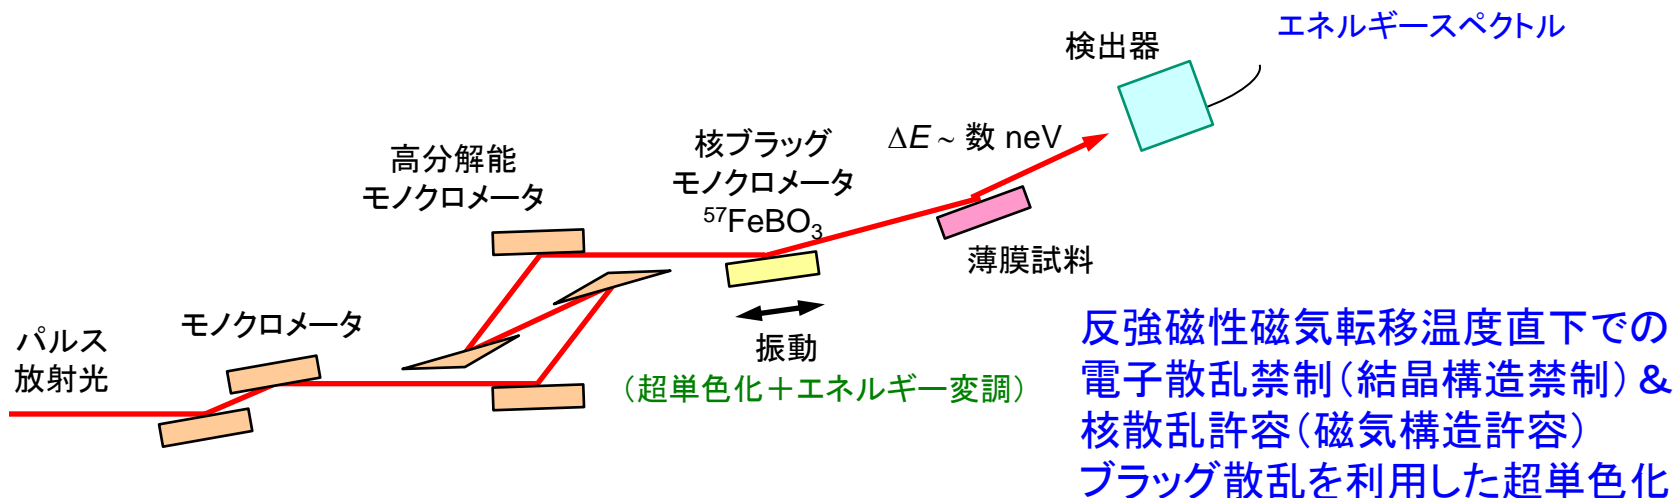 エネルギースペクトル
検出器
ΔE ~ 数 neV
核ブラッグ
モノクロメータ
⁵⁷FeBO₃
高分解能
モノクロメータ
薄膜試料
モノクロメータ
パルス
放射光
振動
（超単色化＋エネルギー変調）
反強磁性磁気転移温度直下での
電子散乱禁制（結晶構造禁制）＆
核散乱許容（磁気構造許容）
ブラッグ散乱を利用した超単色化